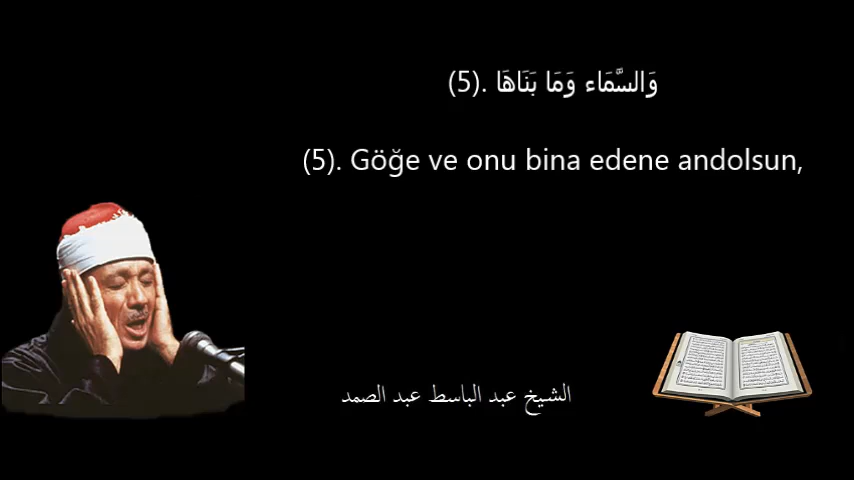 (5). وَالسَّمَاء وَمَا بَنَاهَا
(5). Göğe ve onu bina edene andolsun,
الشيخ عبد الباسط عبد الصمد